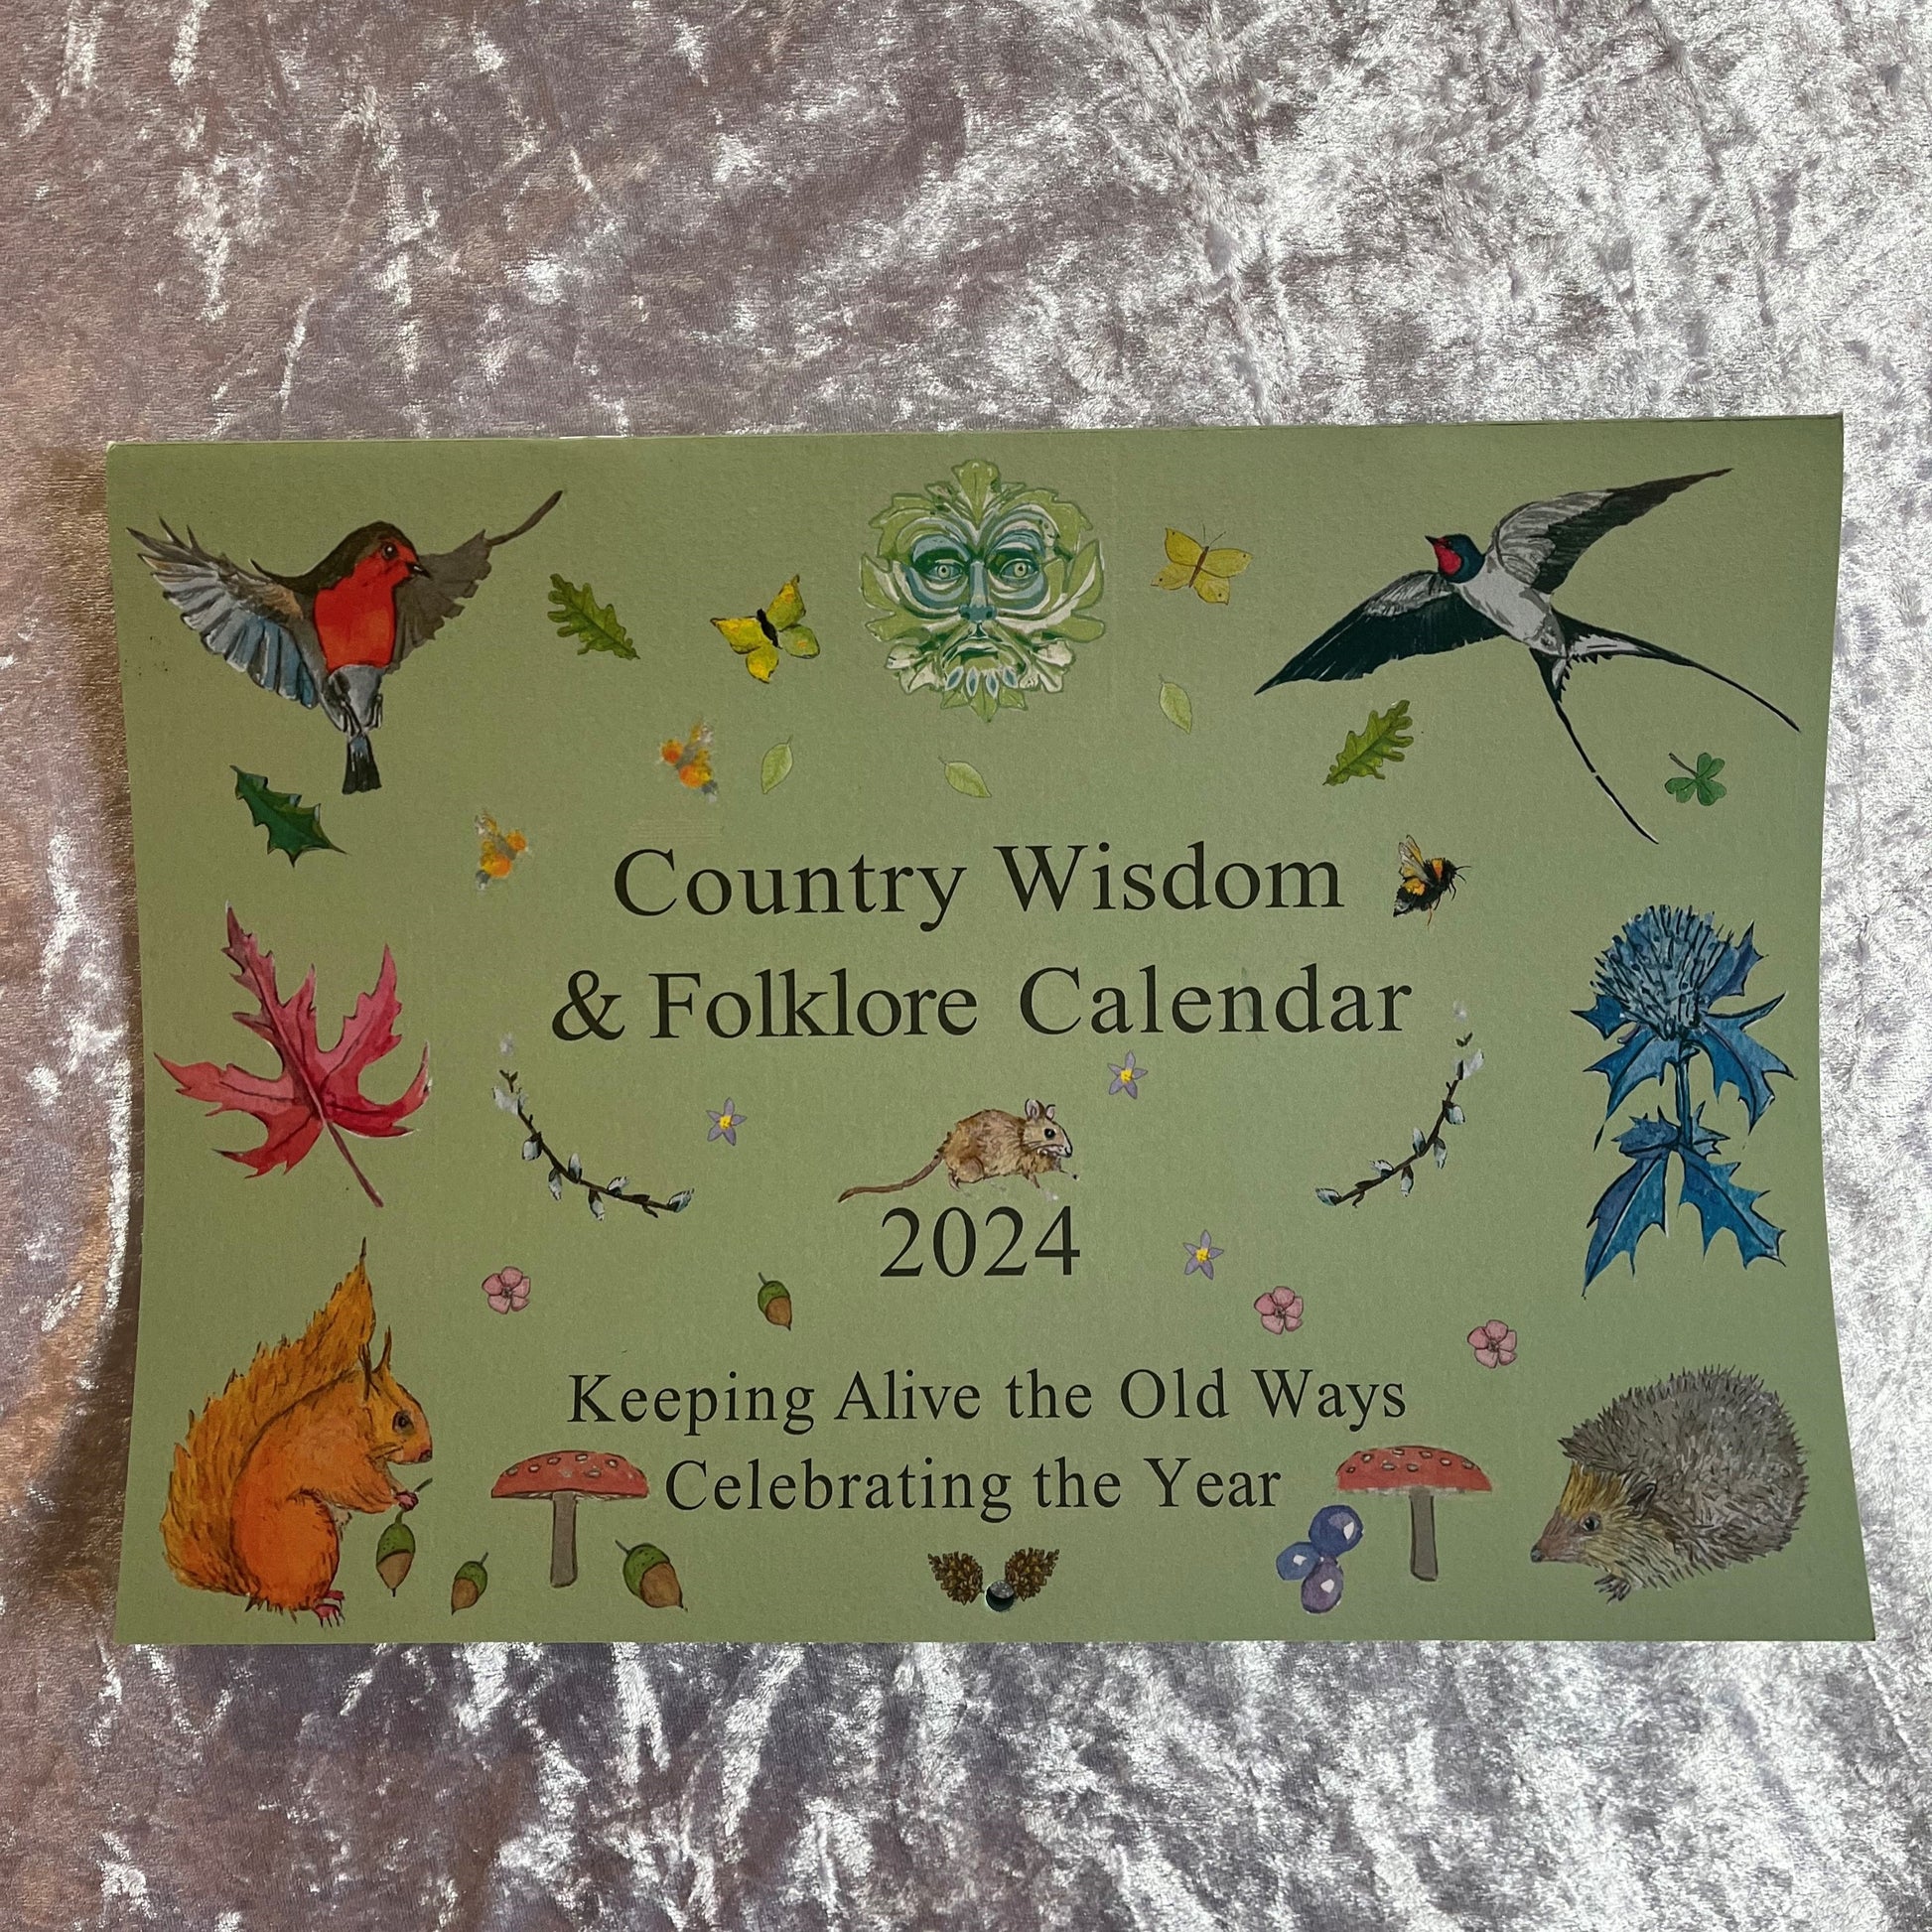 Country Wisdom
& Folklore Calendar
2024
Keeping Alive the Old Ways
Celebrating the Year